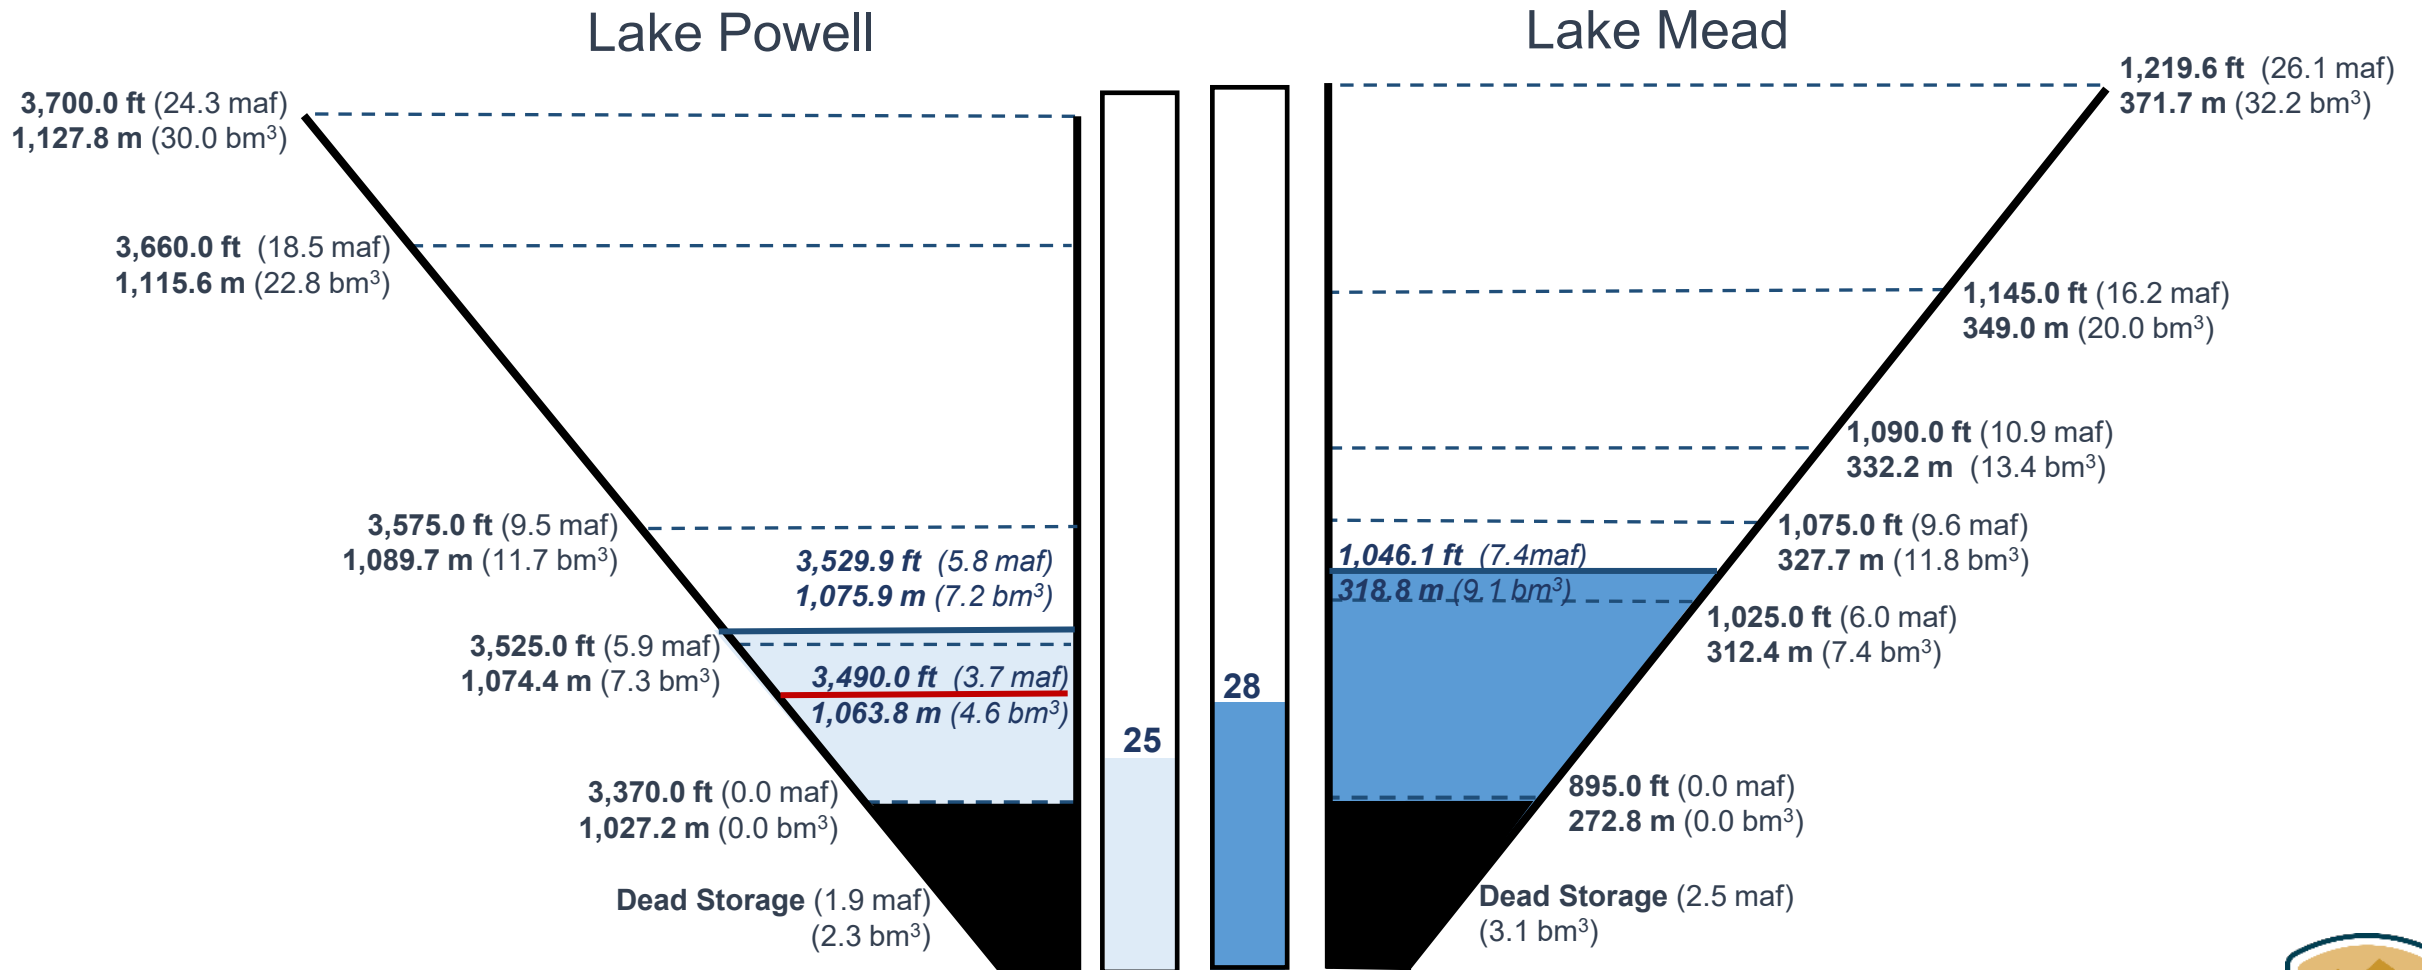 Lake Powell
3,700.0 ft (24.3 maf)
1,127.8 m (30.0 bm³)
3,660.0 ft (18.5 maf)
1,115.6 m (22.8 bm³)
3,575.0 ft (9.5 maf)
1,089.7 m (11.7 bm³)
3,529.9 ft (5.8 maf)
1,075.9 m (7.2 bm³)
3,525.0 ft (5.9 maf)
1,074.4 m (7.3 bm³)
3,490.0 ft (3.7 maf)
1,063.8 m (4.6 bm³)
3,370.0 ft (0.0 maf)
1,027.2 m (0.0 bm³)
Dead Storage (1.9 maf)
(2.3 bm³)
25
28
Lake Mead
1,219.6 ft (26.1 maf)
371.7 m (32.2 bm³)
1,145.0 ft (16.2 maf)
349.0 m (20.0 bm³)
1,090.0 ft (10.9 maf)
332.2 m (13.4 bm³)
1,075.0 ft (9.6 maf)
327.7 m (11.8 bm³)
1,046.1 ft (7.4maf)
318.8 m (9.1 bm³)
1,025.0 ft (6.0 maf)
312.4 m (7.4 bm³)
895.0 ft (0.0 maf)
272.8 m (0.0 bm³)
Dead Storage (2.5 maf)
(3.1 bm³)